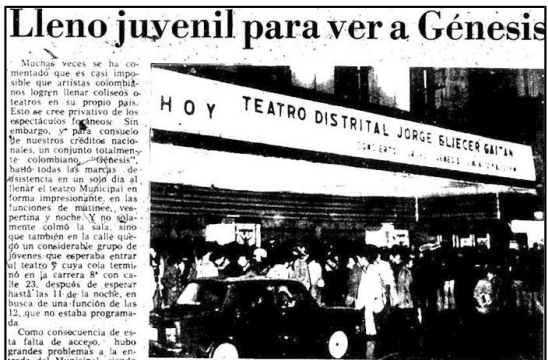 Lleno juvenil para ver a Génesis
Muchas veces se ha co-
mentado que es casi impo-
sible que artistas colombia-
nos logren llenar coliseos o
teatros en su propio país.
Esto se cree privativo de los
espectáculos foráneos. Sin
embargo, y para consuelo
de nuestros créditos nacio-
nales, un conjunto totalmen-
te colombiano, "Génesis",
batió todas las marcas de
asistencia en un solo día al
llenar el teatro Municipal en
forma impresionante, en las
funciones de matinée, ves-
pertina y noche. Y no sola-
mente colmó la sala, sino
que también en la calle que-
dó un considerable grupo de
jóvenes que esperaba entrar
al teatro y cuya cola termi-
nó en la carrera 8ª con ca-
lle 23, después de esperar
hasta las 11 de la noche, en
busca de una función de las
12, que no estaba programa-
da.
Como consecuencia de es-
ta falta de acceso, hubo
grandes problemas a la en-
HOY TEATRO DISTRITAL JORGE ELIECER GAITAN
CONCIERTO